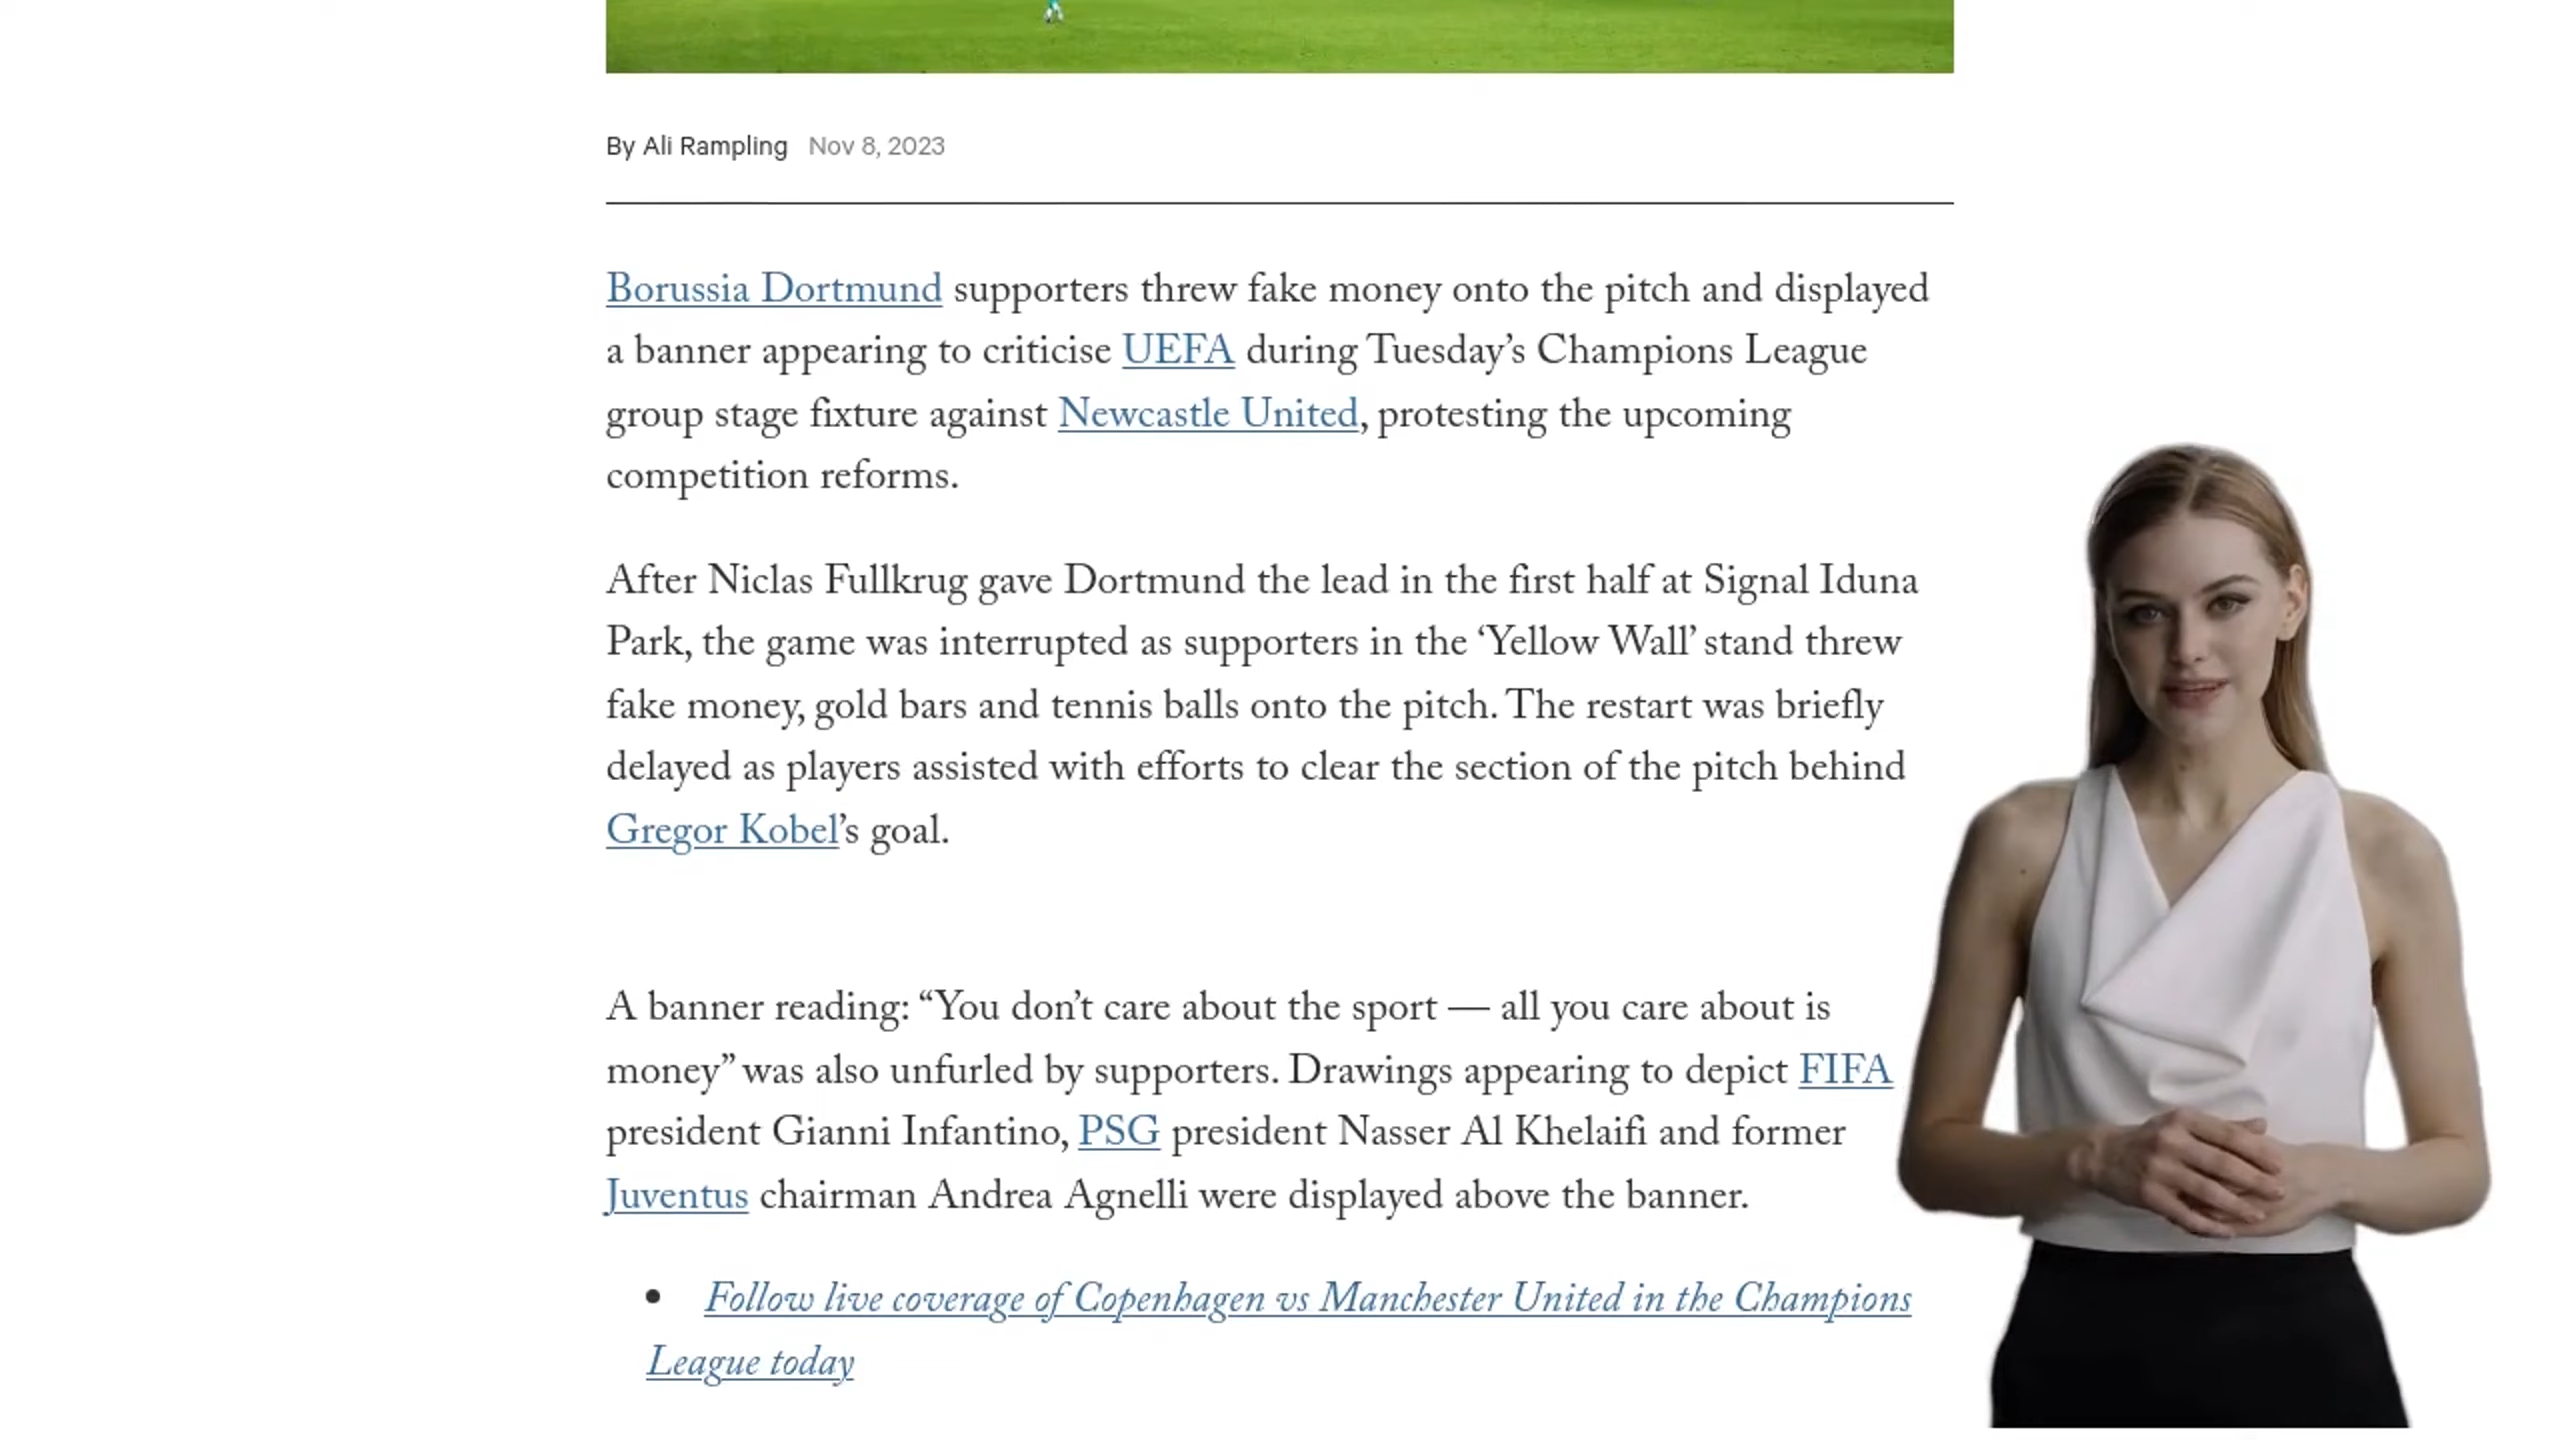 By Ali Rampling Nov 8, 2023
Borussia Dortmund supporters threw fake money onto the pitch and displayed
a banner appearing to criticise UEFA during Tuesday’s Champions League
group stage fixture against Newcastle United, protesting the upcoming
competition reforms.
After Niclas Fullkrug gave Dortmund the lead in the first half at Signal Iduna
Park, the game was interrupted as supporters in the ‘Yellow Wall’ stand threw
fake money, gold bars and tennis balls onto the pitch. The restart was briefly
delayed as players assisted with efforts to clear the section of the pitch behind
Gregor Kobel’s goal.
A banner reading: “You don’t care about the sport — all you care about is
money” was also unfurled by supporters. Drawings appearing to depict FIFA
president Gianni Infantino, PSG president Nasser Al Khelaifi and former
Juventus chairman Andrea Agnelli were displayed above the banner.
• Follow live coverage of Copenhagen vs Manchester United in the Champions
League today